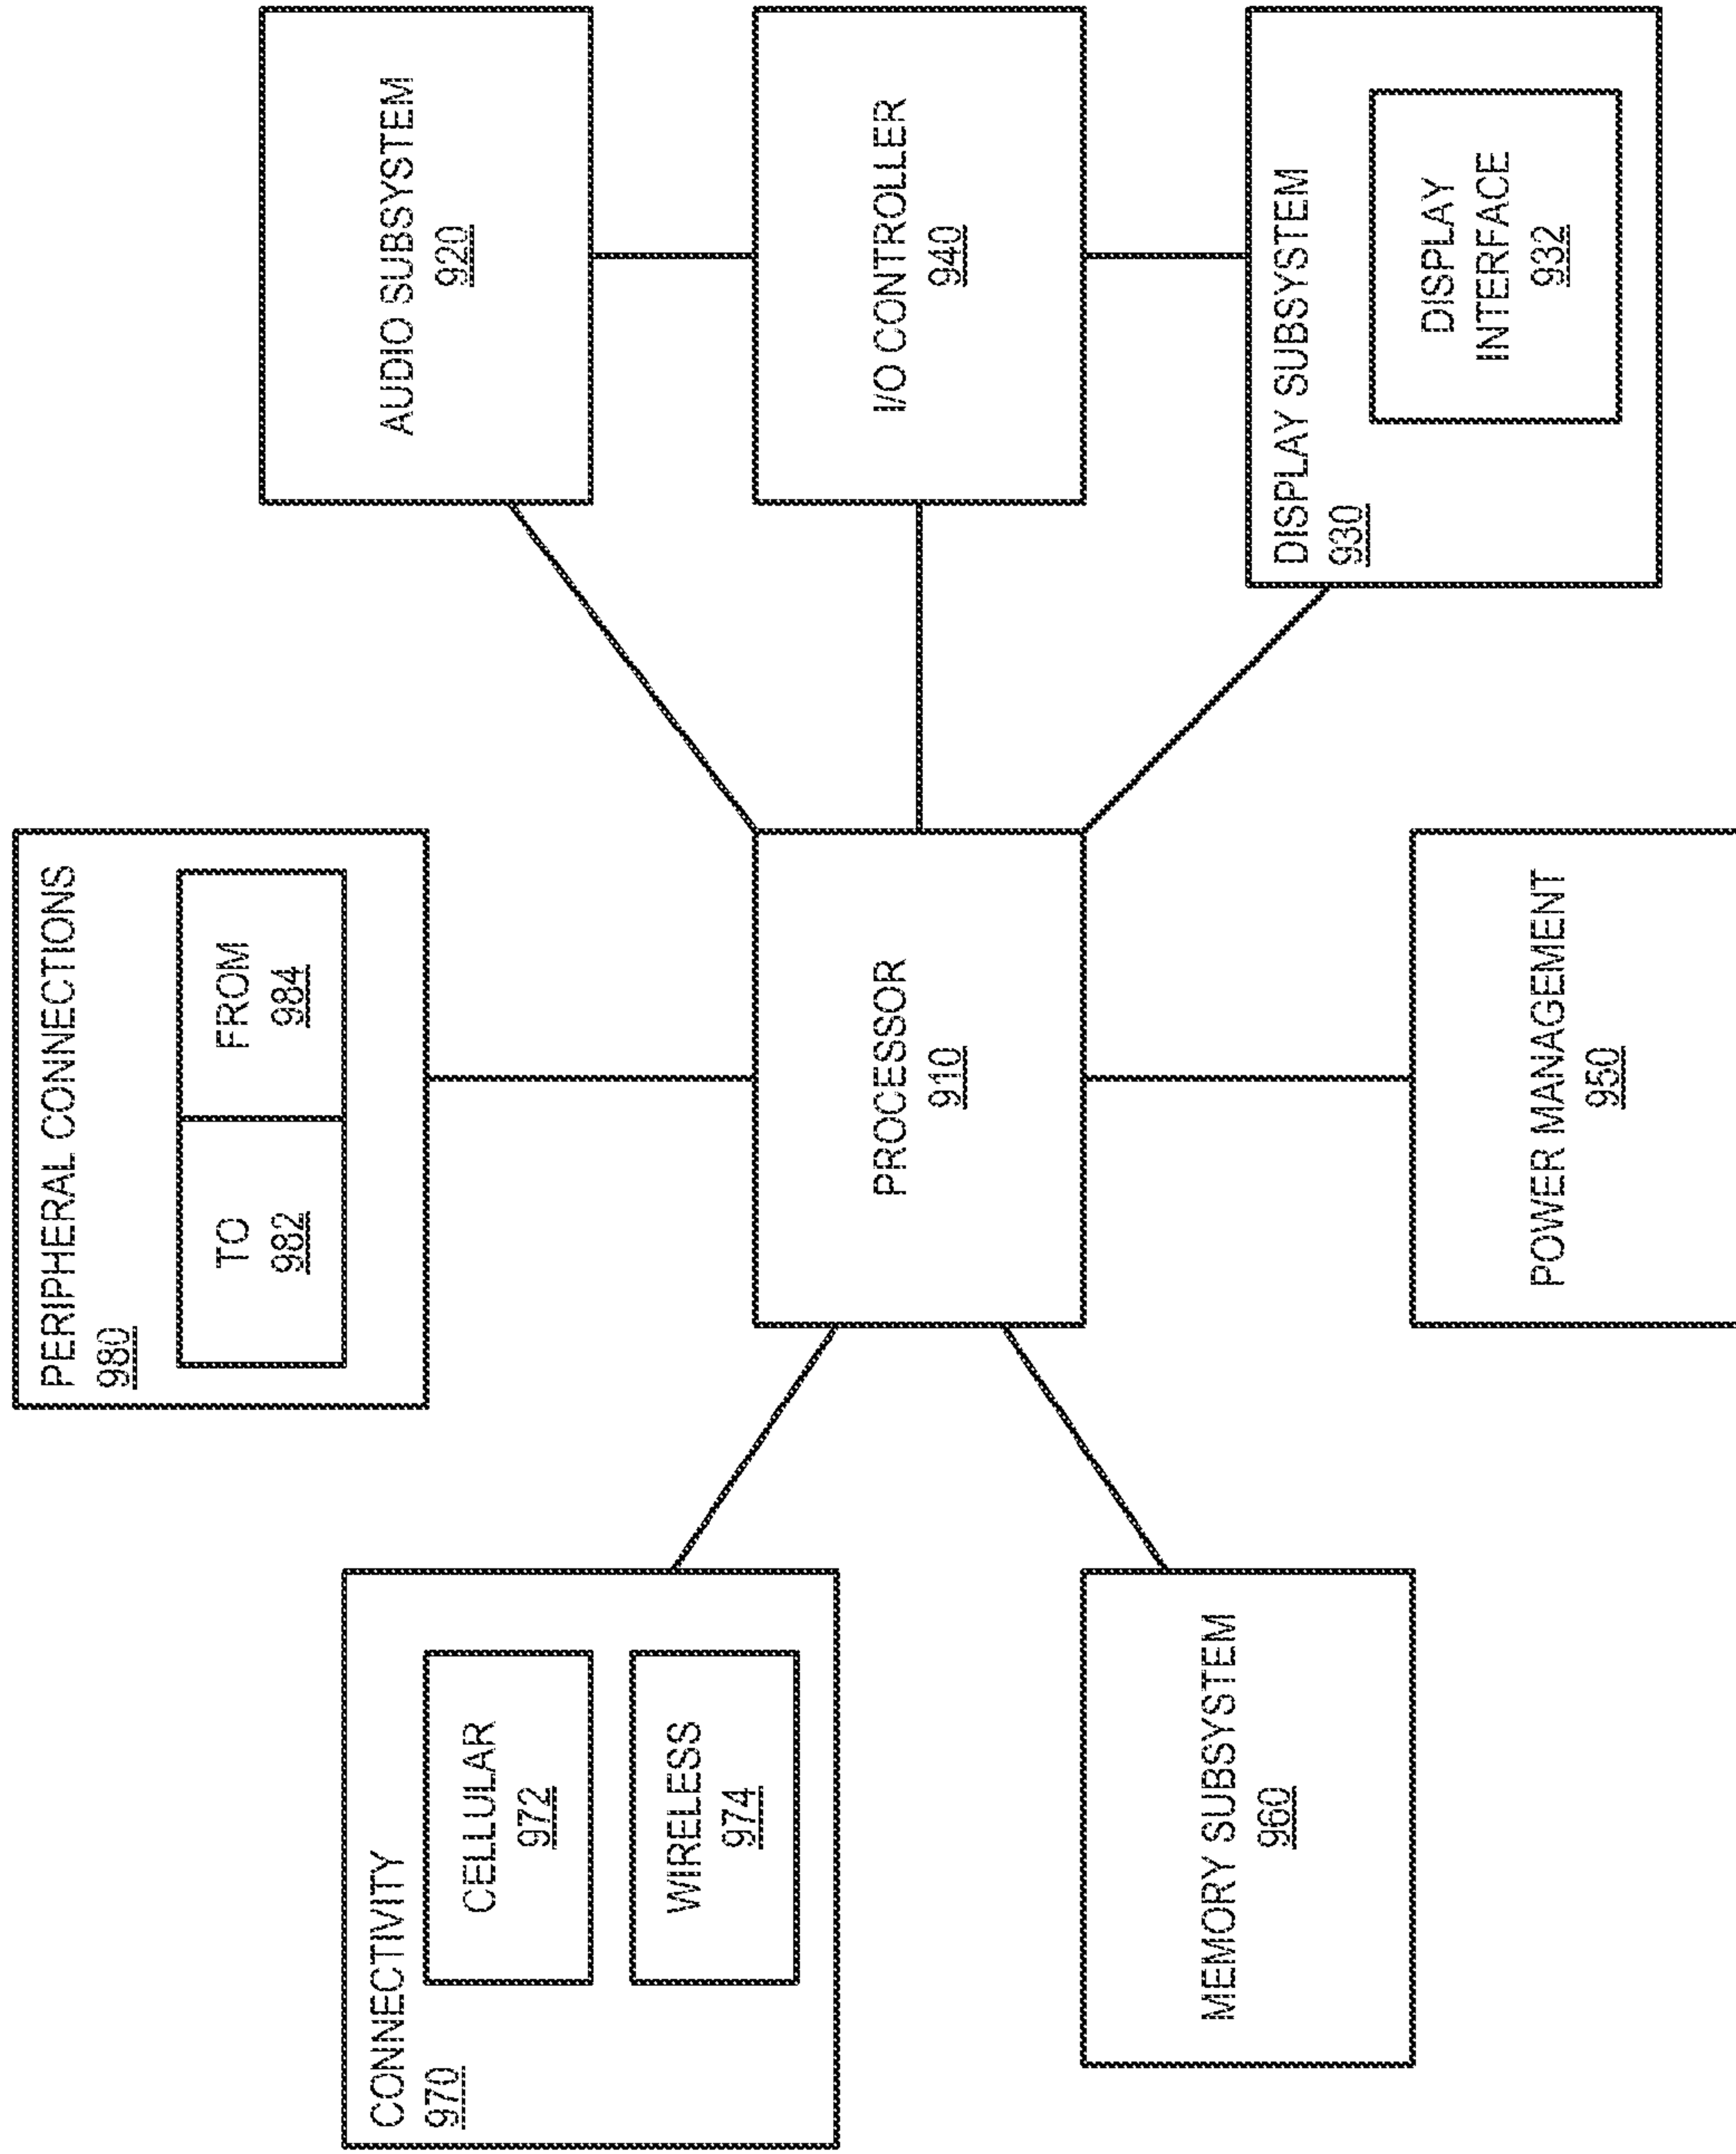 PERIPHERAL CONNECTIONS
980
TO
982
FROM
984
CONNECTIVITY
970
CELLULAR
972
WIRELESS
974
AUDIO SUBSYSTEM
920
PROCESSOR
910
I/O CONTROLLER
940
MEMORY SUBSYSTEM
960
POWER MANAGEMENT
950
DISPLAY SUBSYSTEM
930
DISPLAY
INTERFACE
932